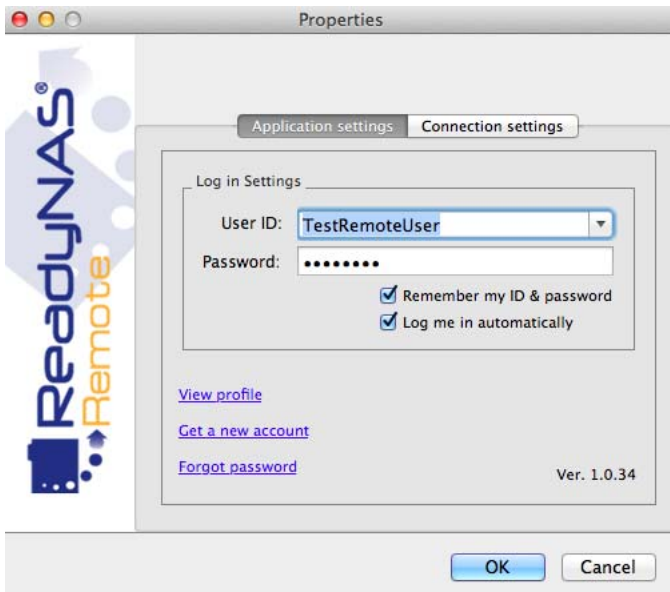 Properties
ReadyNAS®
Remote
Application settings
Connection settings
Log in Settings
User ID: TestRemoteUser
Password: ••••••••
Remember my ID & password
Log me in automatically
View profile
Get a new account
Forgot password
Ver. 1.0.34
OK
Cancel